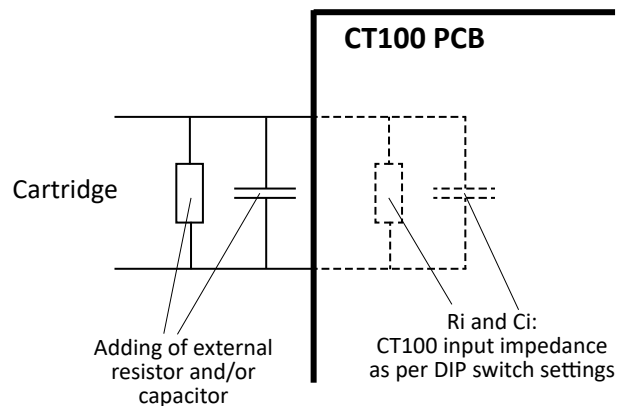 CT100 PCB
Cartridge
Adding of external
resistor and/or
capacitor
Ri and Ci:
CT100 input impedance
as per DIP switch settings